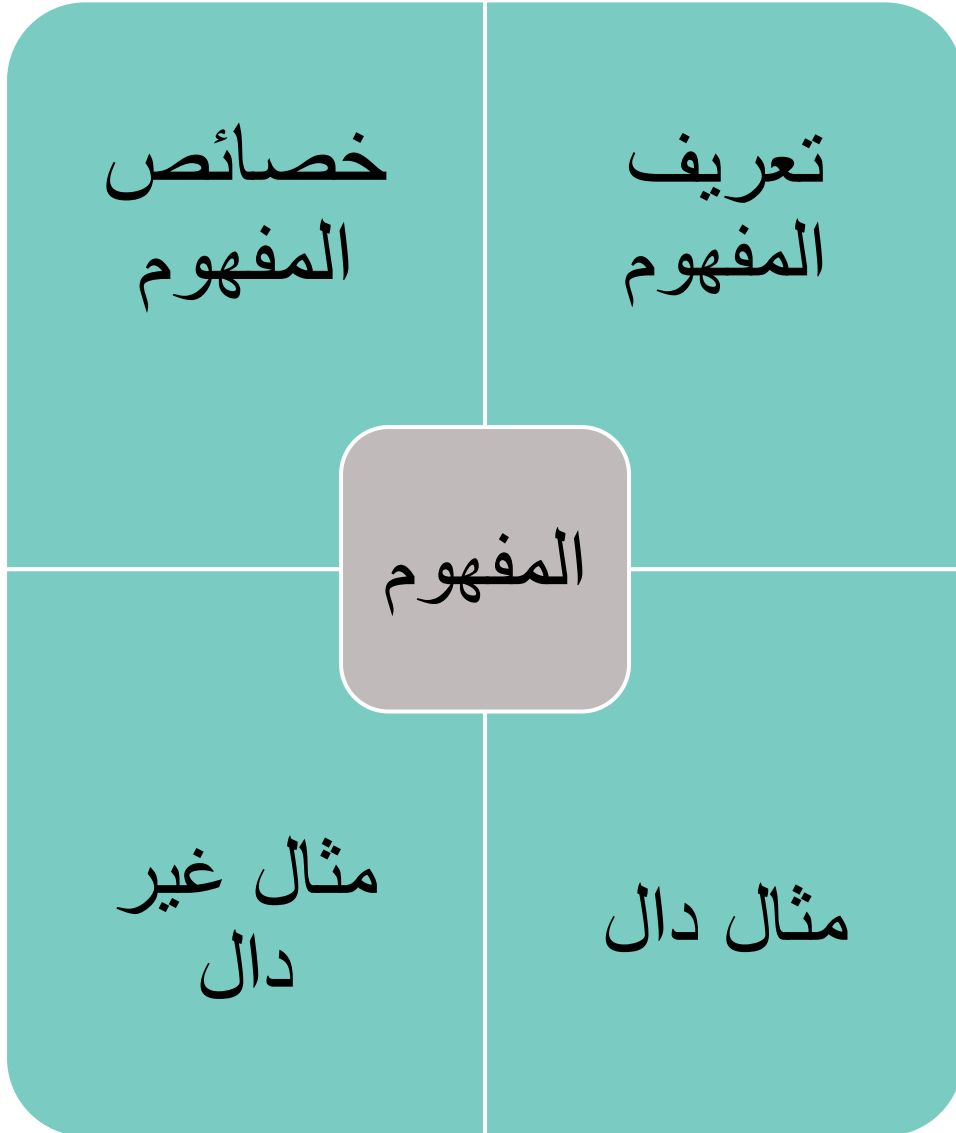 تعريف
المفهوم
خصائص
المفهوم
المفهوم
مثال دال
مثال غير
دال